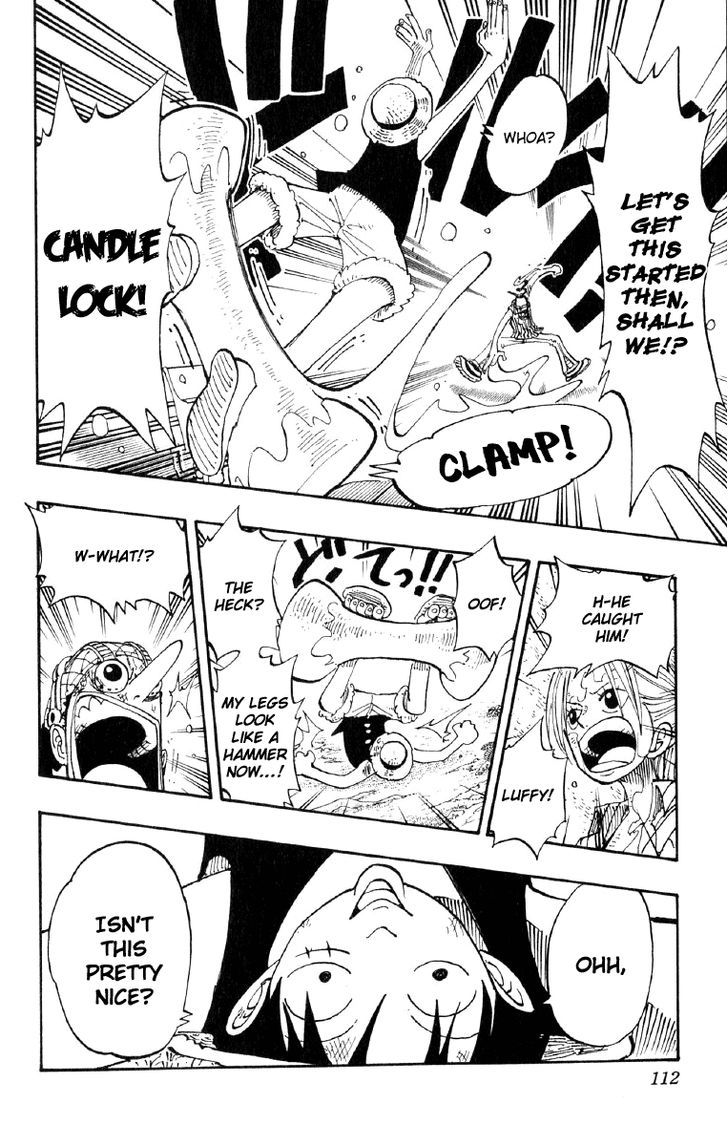 LET'S
GET
THIS
STARTED
THEN,
SHALL
WE!?
WHOA?
CANDLE
LOCK!
CLAMP!
H-HE
CAUGHT
HIM!
LUFFY!
OOF!
THE
HECK?
MY LEGS
LOOK
LIKE A
HAMMER
NOW...!
W-WHAT!?
OHH,
ISN'T
THIS
PRETTY
NICE?
112